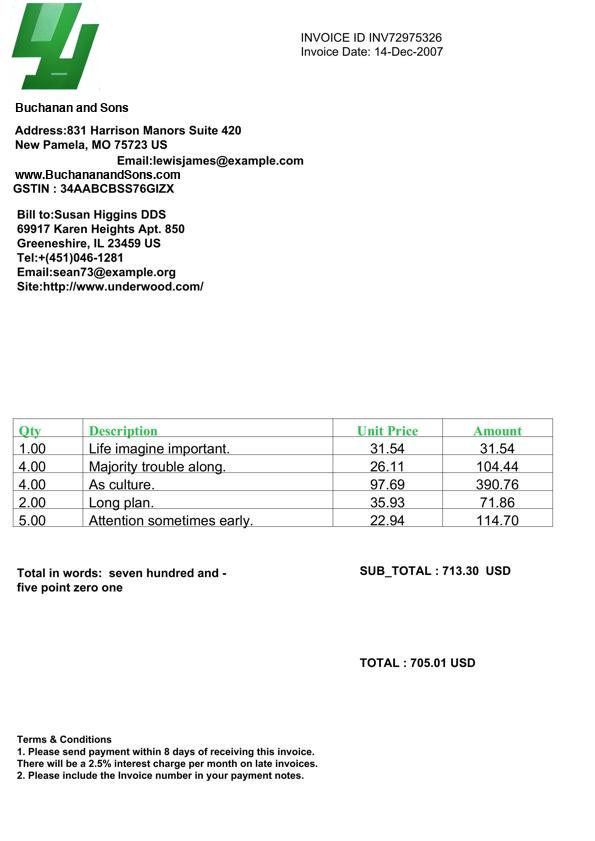 INVOICE ID INV72975326
Invoice Date: 14-Dec-2007
Buchanan and Sons
Address:831 Harrison Manors Suite 420
New Pamela, MO 75723 US
Email:lewisjames@example.com
www.BuchananandSons.com
GSTIN : 34AABCBSS76GIZX
Bill to:Susan Higgins DDS
69917 Karen Heights Apt. 850
Greeneshire, IL 23459 US
Tel:+(451)046-1281
Email:sean73@example.org
Site:http://www.underwood.com/
Qty Description Unit Price Amount
1.00 Life imagine important. 31.54 31.54
4.00 Majority trouble along. 26.11 104.44
4.00 As culture. 97.69 390.76
2.00 Long plan. 35.93 71.86
5.00 Attention sometimes early. 22.94 114.70
Total in words: seven hundred and -
five point zero one
SUB_TOTAL : 713.30 USD
TOTAL : 705.01 USD
Terms & Conditions
1. Please send payment within 8 days of receiving this invoice.
There will be a 2.5% interest charge per month on late invoices.
2. Please include the Invoice number in your payment notes.